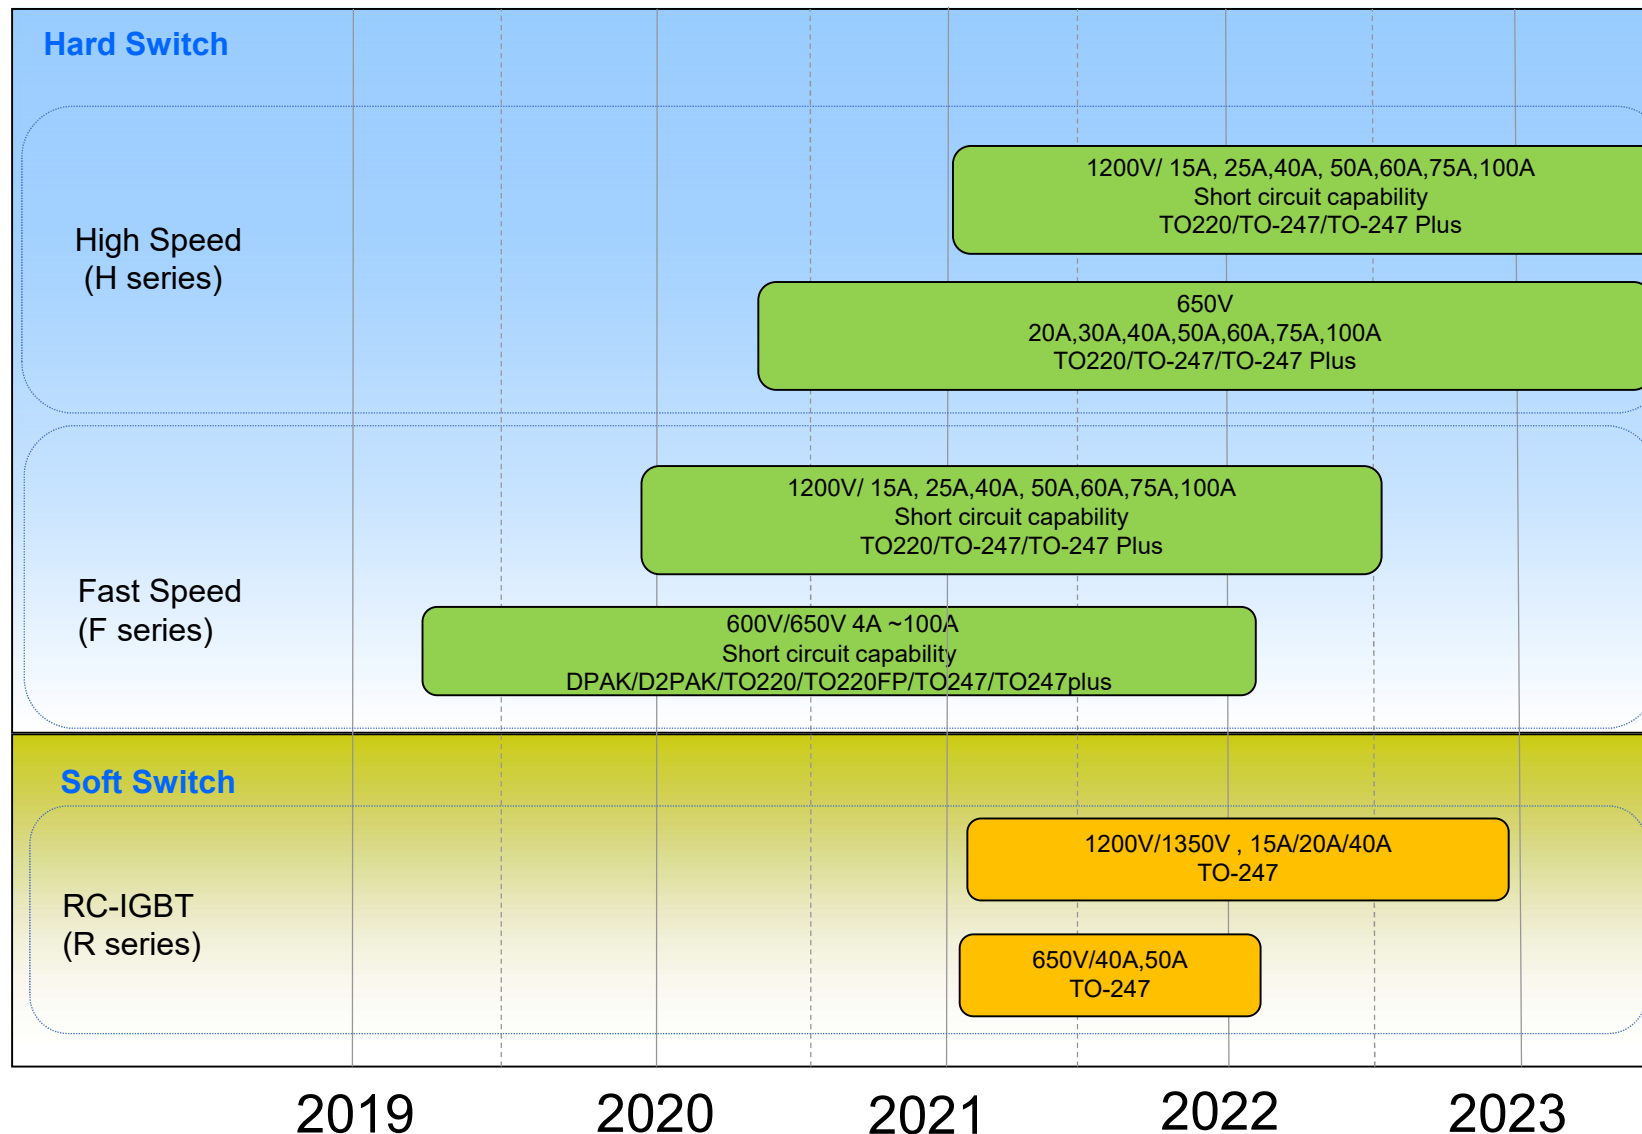 Hard Switch
High Speed
(H series)
1200V/ 15A, 25A,40A, 50A,60A,75A,100A
Short circuit capability
TO220/TO-247/TO-247 Plus
650V
20A,30A,40A,50A,60A,75A,100A
TO220/TO-247/TO-247 Plus
Fast Speed
(F series)
1200V/ 15A, 25A,40A, 50A,60A,75A,100A
Short circuit capability
TO220/TO-247/TO-247 Plus
600V/650V 4A ~100A
Short circuit capability
DPAK/D2PAK/TO220/TO220FP/TO247/TO247plus
Soft Switch
RC-IGBT
(R series)
1200V/1350V , 15A/20A/40A
TO-247
650V/40A,50A
TO-247
2019 2020 2021 2022 2023